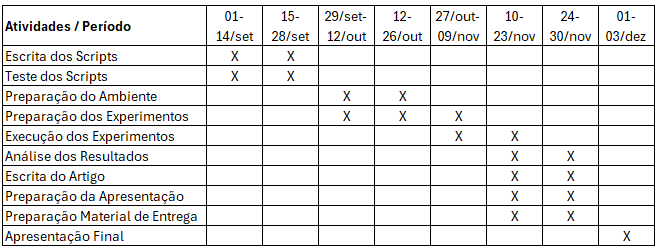 Atividades / Período 01-14/set 15-28/set 29/set-12/out 12-26/out 27/out-09/nov 10-23/nov 24-30/nov 01-03/dez
Escrita dos Scripts X X
Teste dos Scripts X X
Preparação do Ambiente X X
Preparação dos Experimentos X X X
Execução dos Experimentos X X
Análise dos Resultados X X
Escrita do Artigo X X
Preparação da Apresentação X X
Preparação Material de Entrega X X
Apresentação Final X